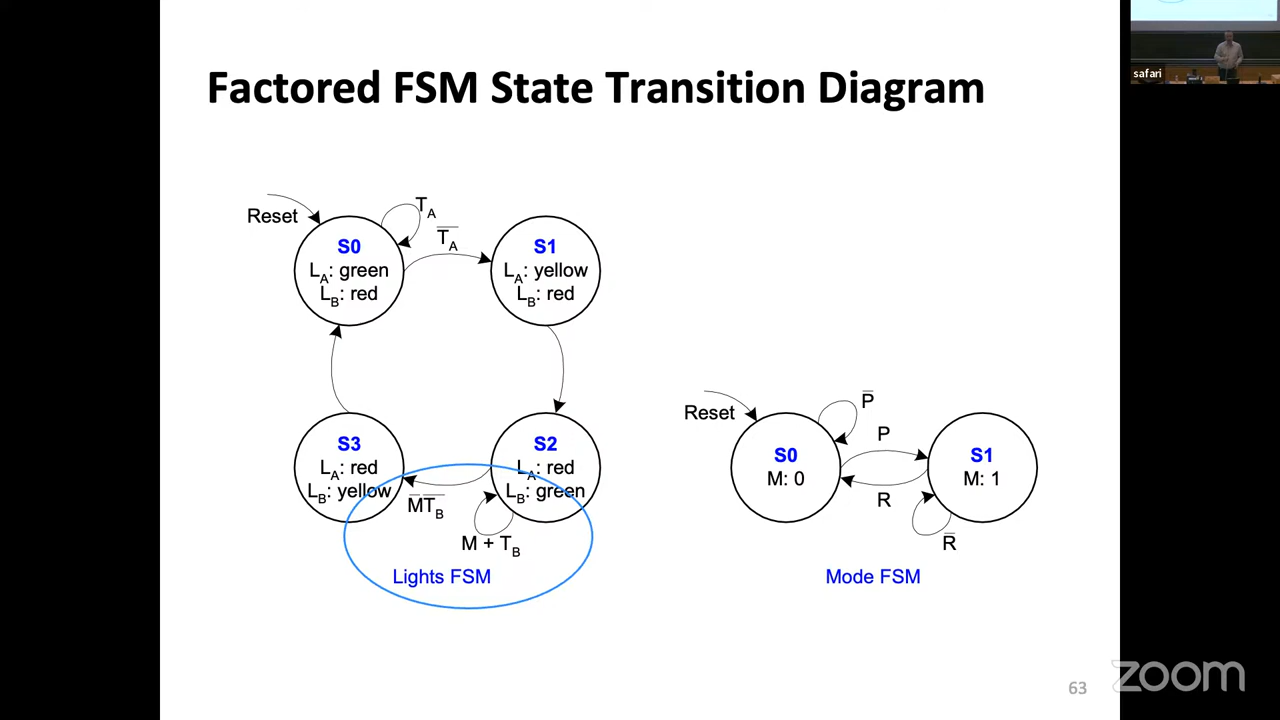 safari
Factored FSM State Transition Diagram
Reset
T_A
T̅_A̅
S0
L_A: green
L_B: red
S1
L_A: yellow
L_B: red
S3
L_A: red
L_B: yellow
S2
L_A: red
L_B: green
M̅ T̅_B̅
M + T_B
Lights FSM
Reset
P̅
P
S0
M: 0
S1
M: 1
R
R̅
Mode FSM
63
zoom